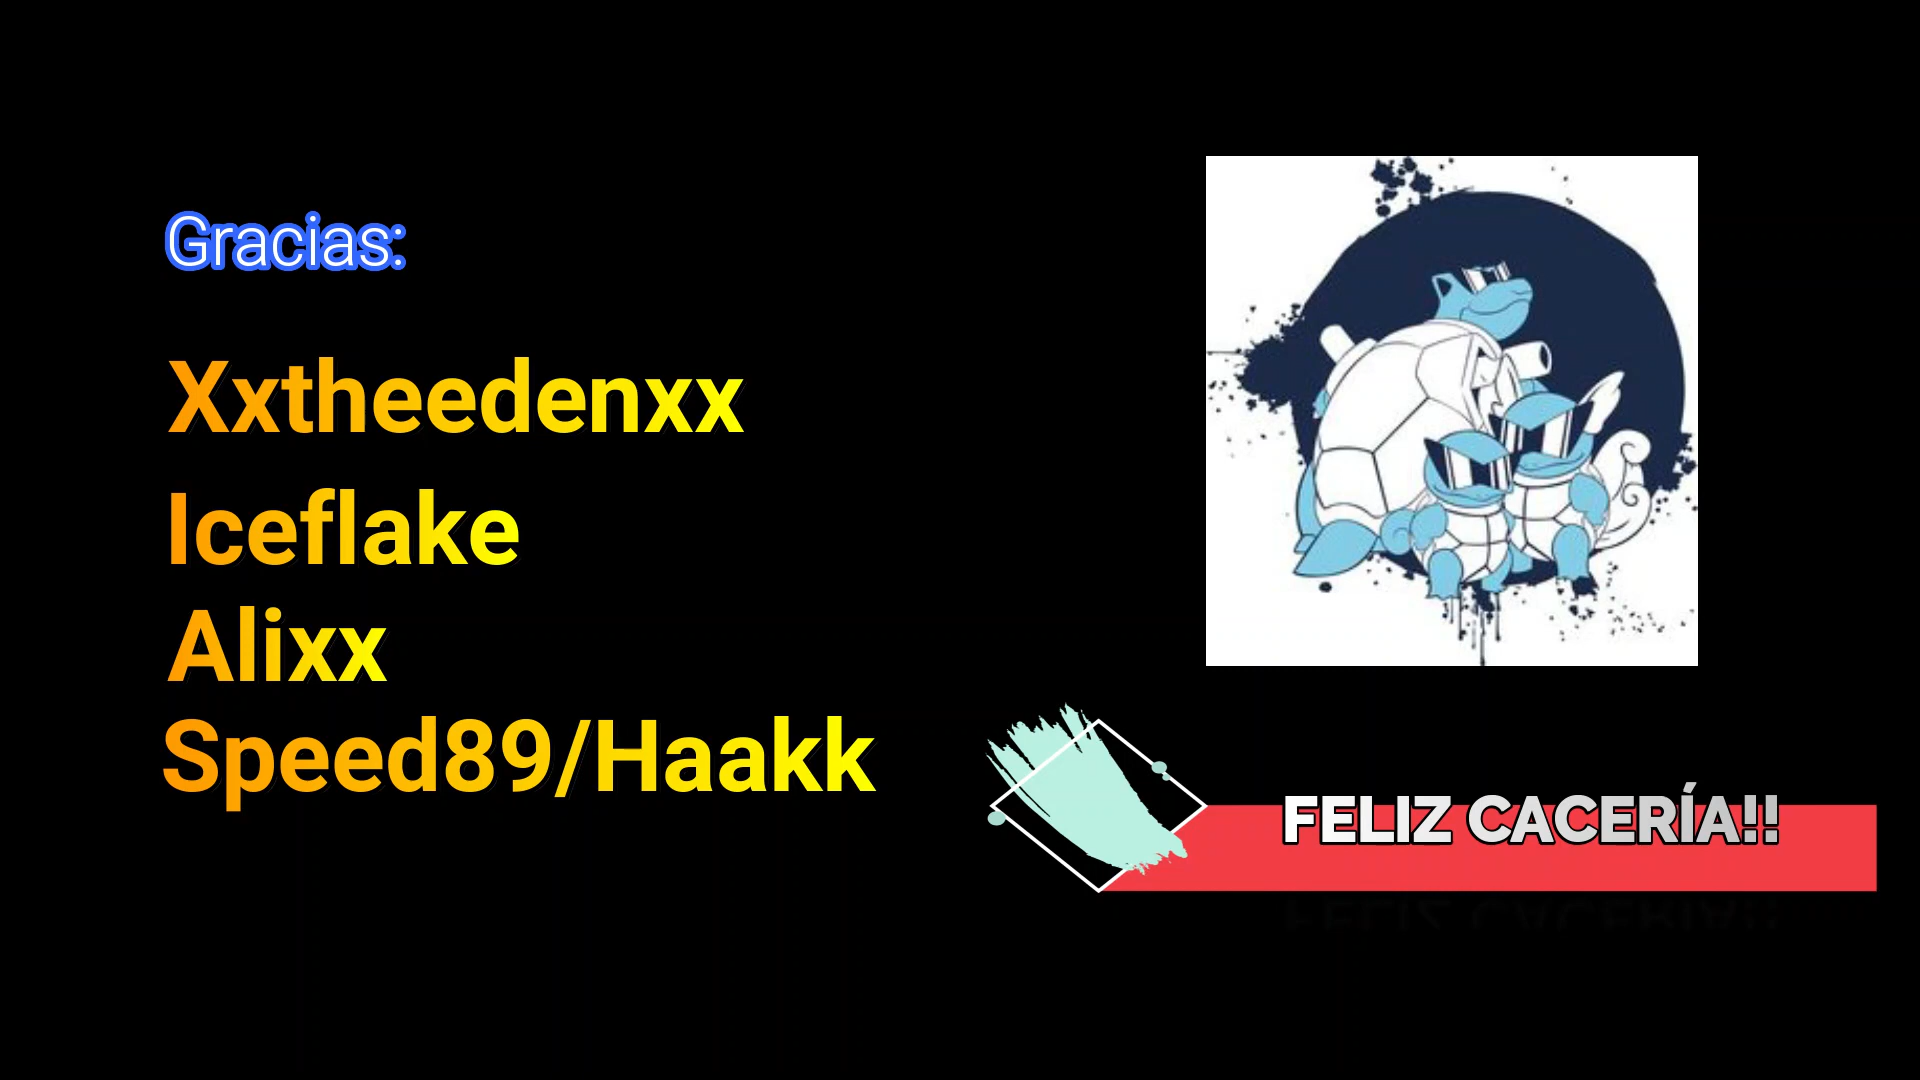 Gracias:
Xxtheedenxx
Iceflake
Alixx
Speed89/Haakk
FELIZ CACERÍA!!